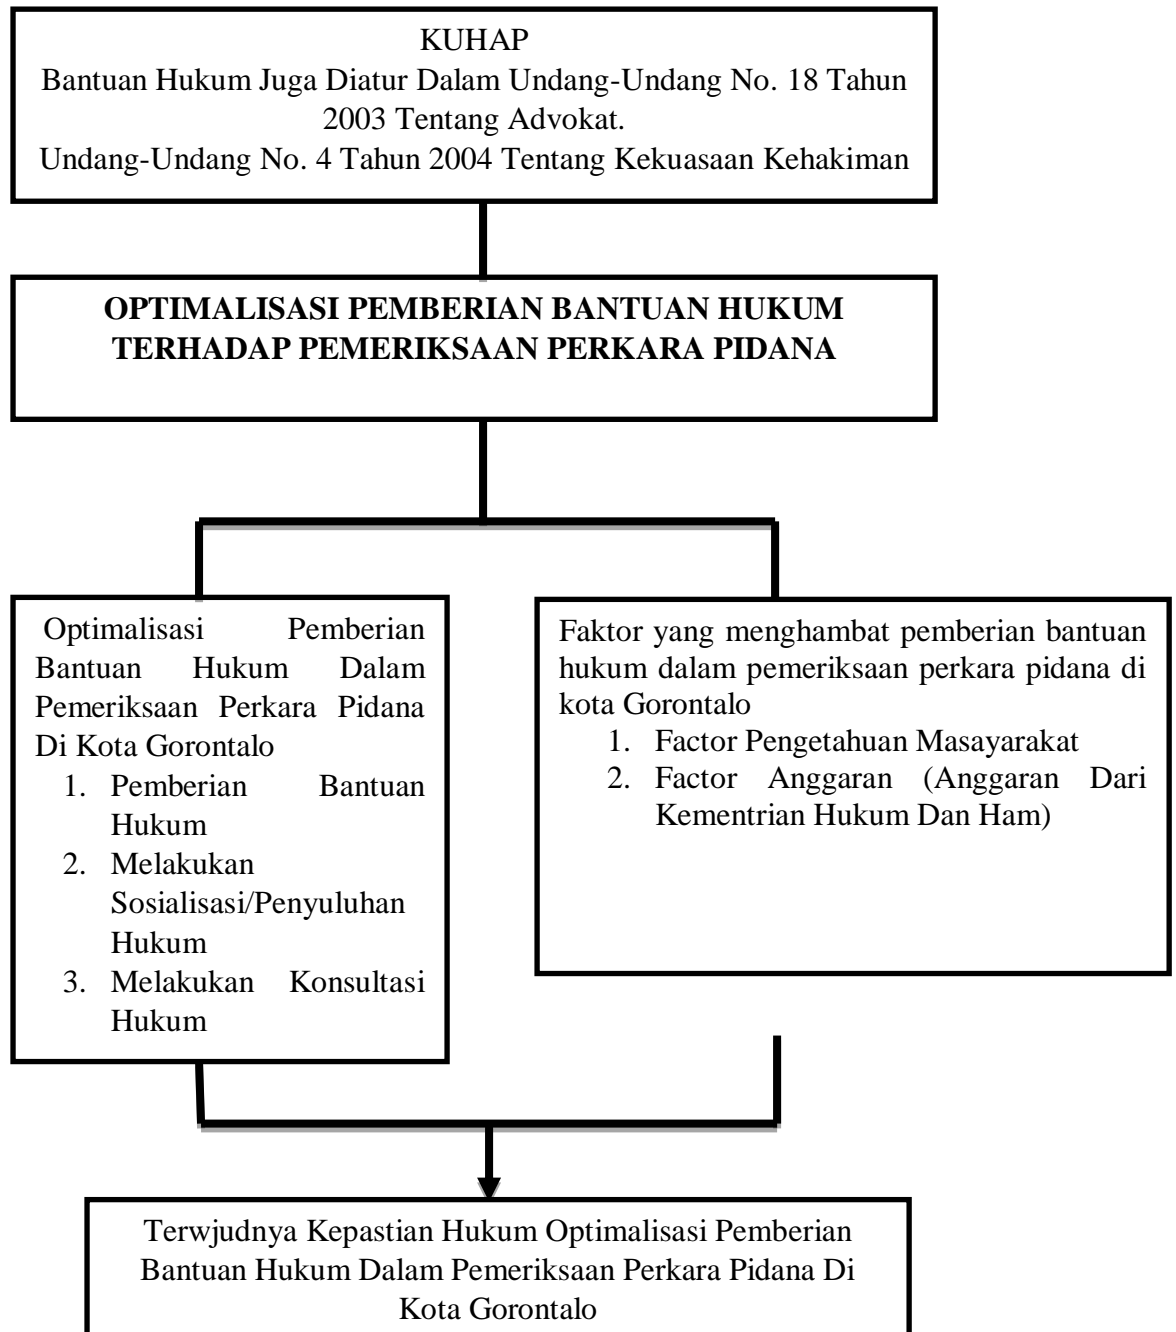 KUHAP
Bantuan Hukum Juga Diatur Dalam Undang-Undang No. 18 Tahun
2003 Tentang Advokat.
Undang-Undang No. 4 Tahun 2004 Tentang Kekuasaan Kehakiman
OPTIMALISASI PEMBERIAN BANTUAN HUKUM
TERHADAP PEMERIKSAAN PERKARA PIDANA
Optimalisasi Pemberian
Bantuan Hukum Dalam
Pemeriksaan Perkara Pidana
Di Kota Gorontalo
1. Pemberian Bantuan
Hukum
2. Melakukan
Sosialisasi/Penyuluhan
Hukum
3. Melakukan Konsultasi
Hukum
Faktor yang menghambat pemberian bantuan
hukum dalam pemeriksaan perkara pidana di
kota Gorontalo
1. Factor Pengetahuan Masayarakat
2. Factor Anggaran (Anggaran Dari
Kementrian Hukum Dan Ham)
Terwjudnya Kepastian Hukum Optimalisasi Pemberian
Bantuan Hukum Dalam Pemeriksaan Perkara Pidana Di
Kota Gorontalo